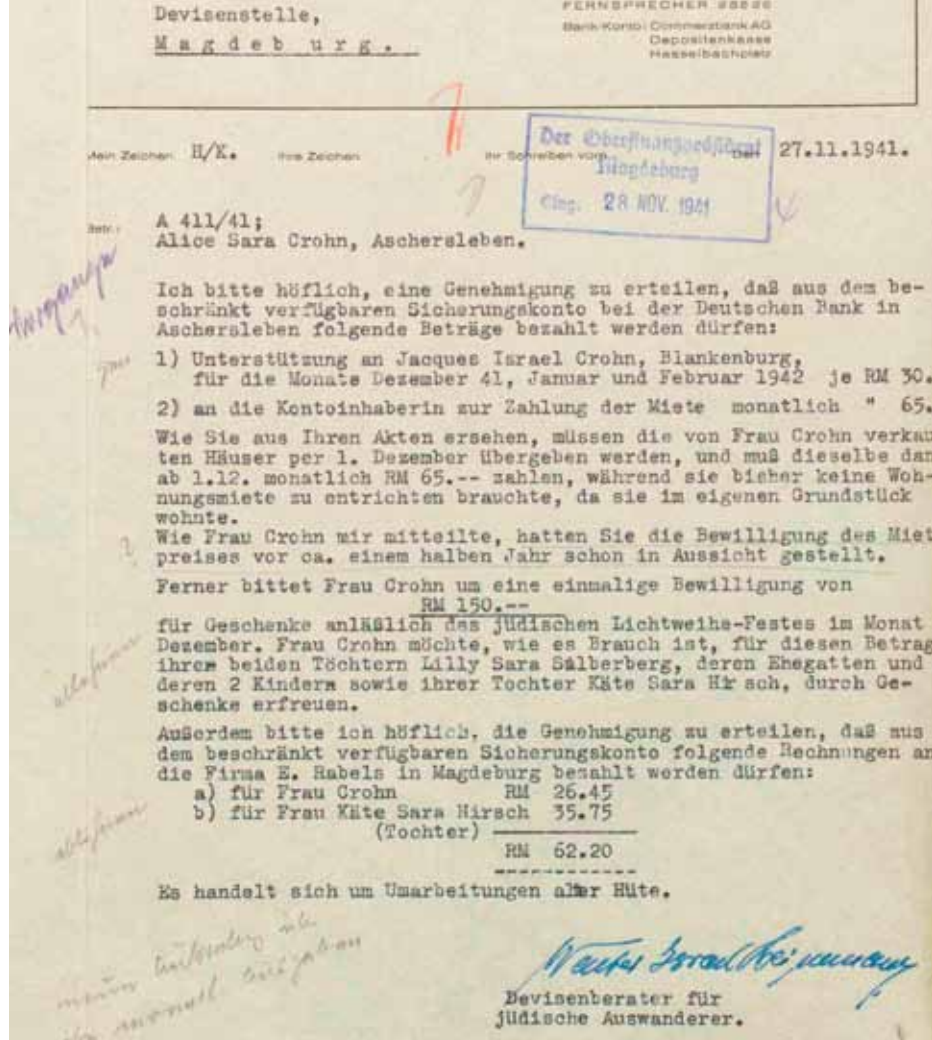 Devisenstelle,
Magdeburg.
FERNSPRECHER
Bank-Konto: Commerzbank AG
Depositenkasse
Hasselbachplatz
Mein Zeichen H/K. Ihre Zeichen Ihr Schreiben vom Den 27.11.1941.
Der Oberfinanzpräsident
Magdeburg
Eing. 28 NOV. 1941
Betr.: A 411/41;
Alice Sara Crohn, Aschersleben.
Ich bitte höflich, eine Genehmigung zu erteilen, daß aus dem be-
schränkt verfügbaren Sicherungskonto bei der Deutschen Bank in
Aschersleben folgende Beträge bezahlt werden dürfen:
1) Unterstützung an Jacques Israel Crohn, Blankenburg,
für die Monate Dezember 41, Januar und Februar 1942 je RM 30.
2) an die Kontoinhaberin zur Zahlung der Miete monatlich " 65.
Wie Sie aus Ihren Akten ersehen, müssen die von Frau Crohn verkau
ten Häuser per 1. Dezember übergeben werden, und muß dieselbe dan
ab 1.12. monatlich RM 65.-- zahlen, während sie bisher keine Woh-
nungsmiete zu entrichten brauchte, da sie im eigenen Grundstück
wohnte.
Wie Frau Crohn mir mitteilte, hatten Sie die Bewilligung des Miet
preises vor ca. einem halben Jahr schon in Aussicht gestellt.
Ferner bittet Frau Crohn um eine einmalige Bewilligung von
RM 150.--
für Geschenke anläßlich des jüdischen Lichtweihe-Festes im Monat
Dezember. Frau Crohn möchte, wie es Brauch ist, für diesen Betrag
ihren beiden Töchtern Lilly Sara Sälberberg, deren Ehegatten und
deren 2 Kindern sowie ihrer Tochter Käte Sara Hirsch, durch Ge-
schenke erfreuen.
Außerdem bitte ich höflich, die Genehmigung zu erteilen, daß aus
dem beschränkt verfügbaren Sicherungskonto folgende Rechnungen an
die Firma E. Rabels in Magdeburg bezahlt werden dürfen:
a) für Frau Crohn RM 26.45
b) für Frau Käte Sara Hirsch 35.75
(Tochter)
RM 62.20
Es handelt sich um Umarbeitungen alter Hüte.
Devisenberater für
jüdische Auswanderer.